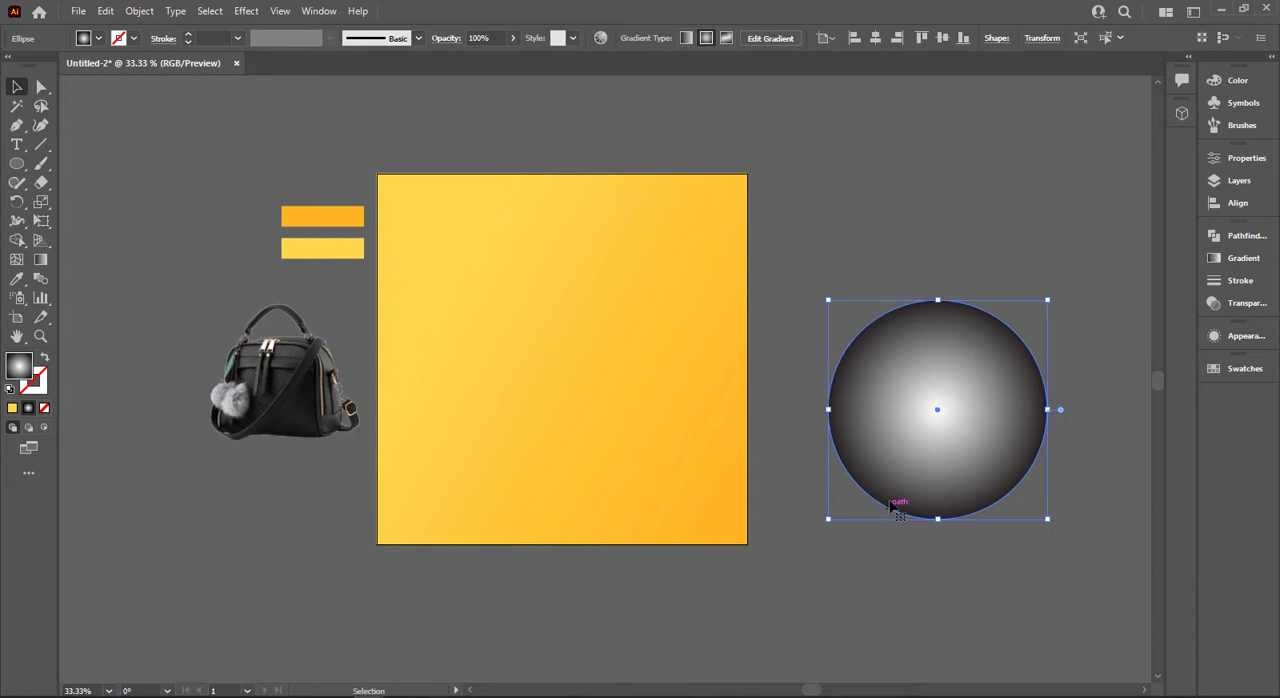 Ai File Edit Object Type Select Effect View Window Help
Ellipse Stroke: Basic Opacity: 100% Style: Gradient Type: Edit Gradient Shape: Transform
Untitled-2* @ 33.33 % (RGB/Preview) ×
Color
Symbols
Brushes
Properties
Layers
Align
Pathfind...
Gradient
Stroke
Transpar...
Appeara...
Swatches
path
33.33% 0° 1 Selection